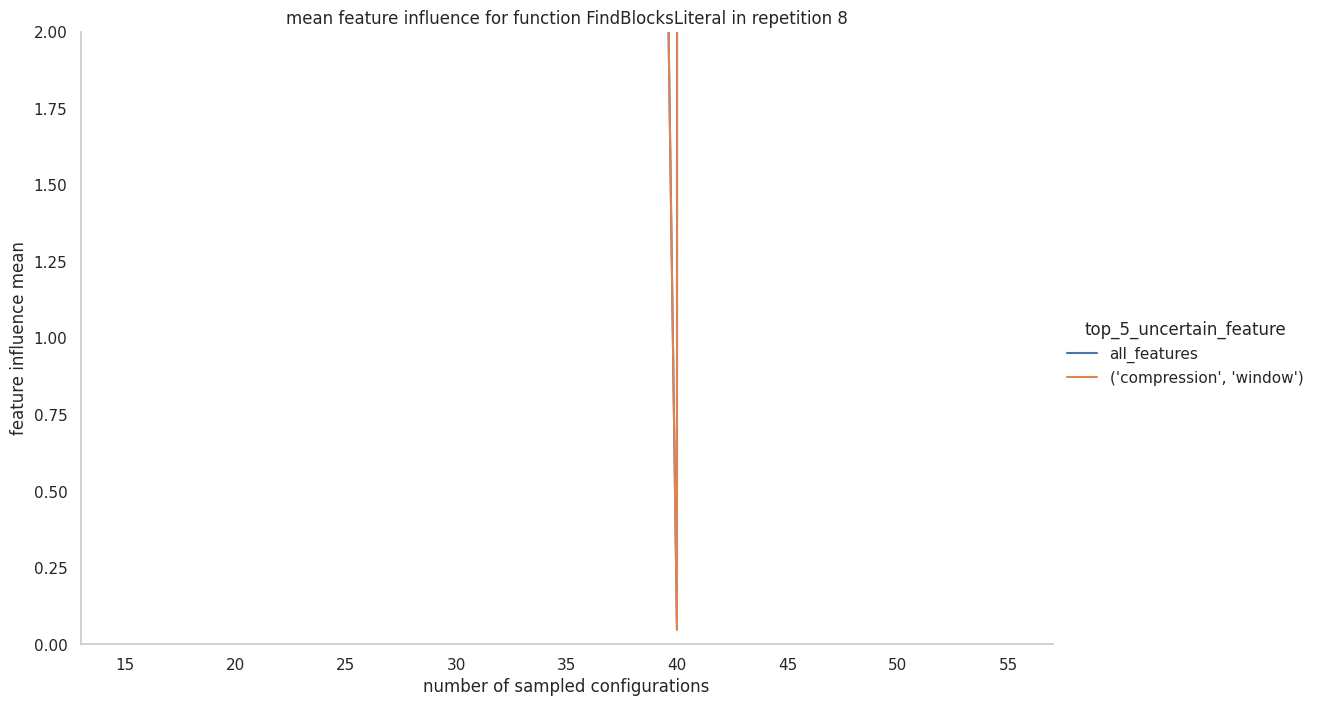 mean feature influence for function FindBlocksLiteral in repetition 8
2.00
1.75
1.50
1.25
1.00
0.75
0.50
0.25
0.00
feature influence mean
15 20 25 30 35 40 45 50 55
number of sampled configurations
top_5_uncertain_feature
all_features
('compression', 'window')